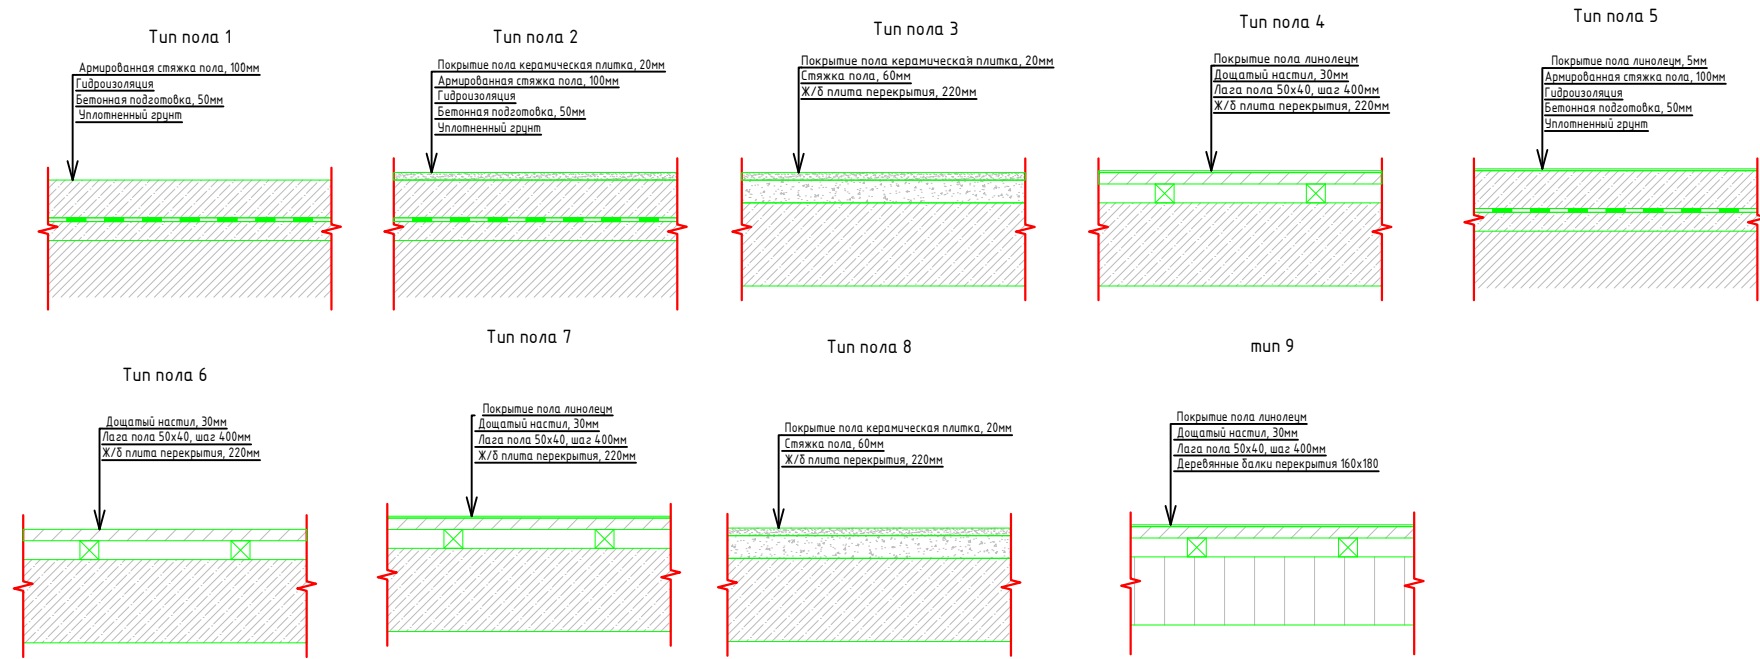 Тип пола 1
Армированная стяжка пола, 100мм
Гидроизоляция
Бетонная подготовка, 50мм
Уплотненный грунт
Тип пола 2
Покрытие пола керамическая плитка, 20мм
Армированная стяжка пола, 100мм
Гидроизоляция
Бетонная подготовка, 50мм
Уплотненный грунт
Тип пола 3
Покрытие пола керамическая плитка, 20мм
Стяжка пола, 60мм
Ж/б плита перекрытия, 220мм
Тип пола 4
Покрытие пола линолеум
Дощатый настил, 30мм
Лага пола 50х40, шаг 400мм
Ж/б плита перекрытия, 220мм
Тип пола 5
Покрытие пола линолеум, 5мм
Армированная стяжка пола, 100мм
Гидроизоляция
Бетонная подготовка, 50мм
Уплотненный грунт
Тип пола 6
Дощатый настил, 30мм
Лага пола 50х40, шаг 400мм
Ж/б плита перекрытия, 220мм
Тип пола 7
Покрытие пола линолеум
Дощатый настил, 30мм
Лага пола 50х40, шаг 400мм
Ж/б плита перекрытия, 220мм
Тип пола 8
Покрытие пола керамическая плитка, 20мм
Стяжка пола, 60мм
Ж/б плита перекрытия, 220мм
тип 9
Покрытие пола линолеум
Дощатый настил, 30мм
Лага пола 50х40, шаг 400мм
Деревянные балки перекрытия 160х180